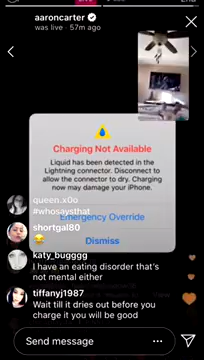 aaroncarter
was live · 57m ago
Charging Not Available
Liquid has been detected in the
Lightning connector. Disconnect to
allow the connector to dry. Charging
now may damage your iPhone.
queen.x0o
#whosaysthat
Emergency Override
shortgal80
😂
Dismiss
katy_bugggg
I have an eating disorder that's
not mental either
tiffanyj1987
Wait till it dries out before you
charge it you will be good
Send message